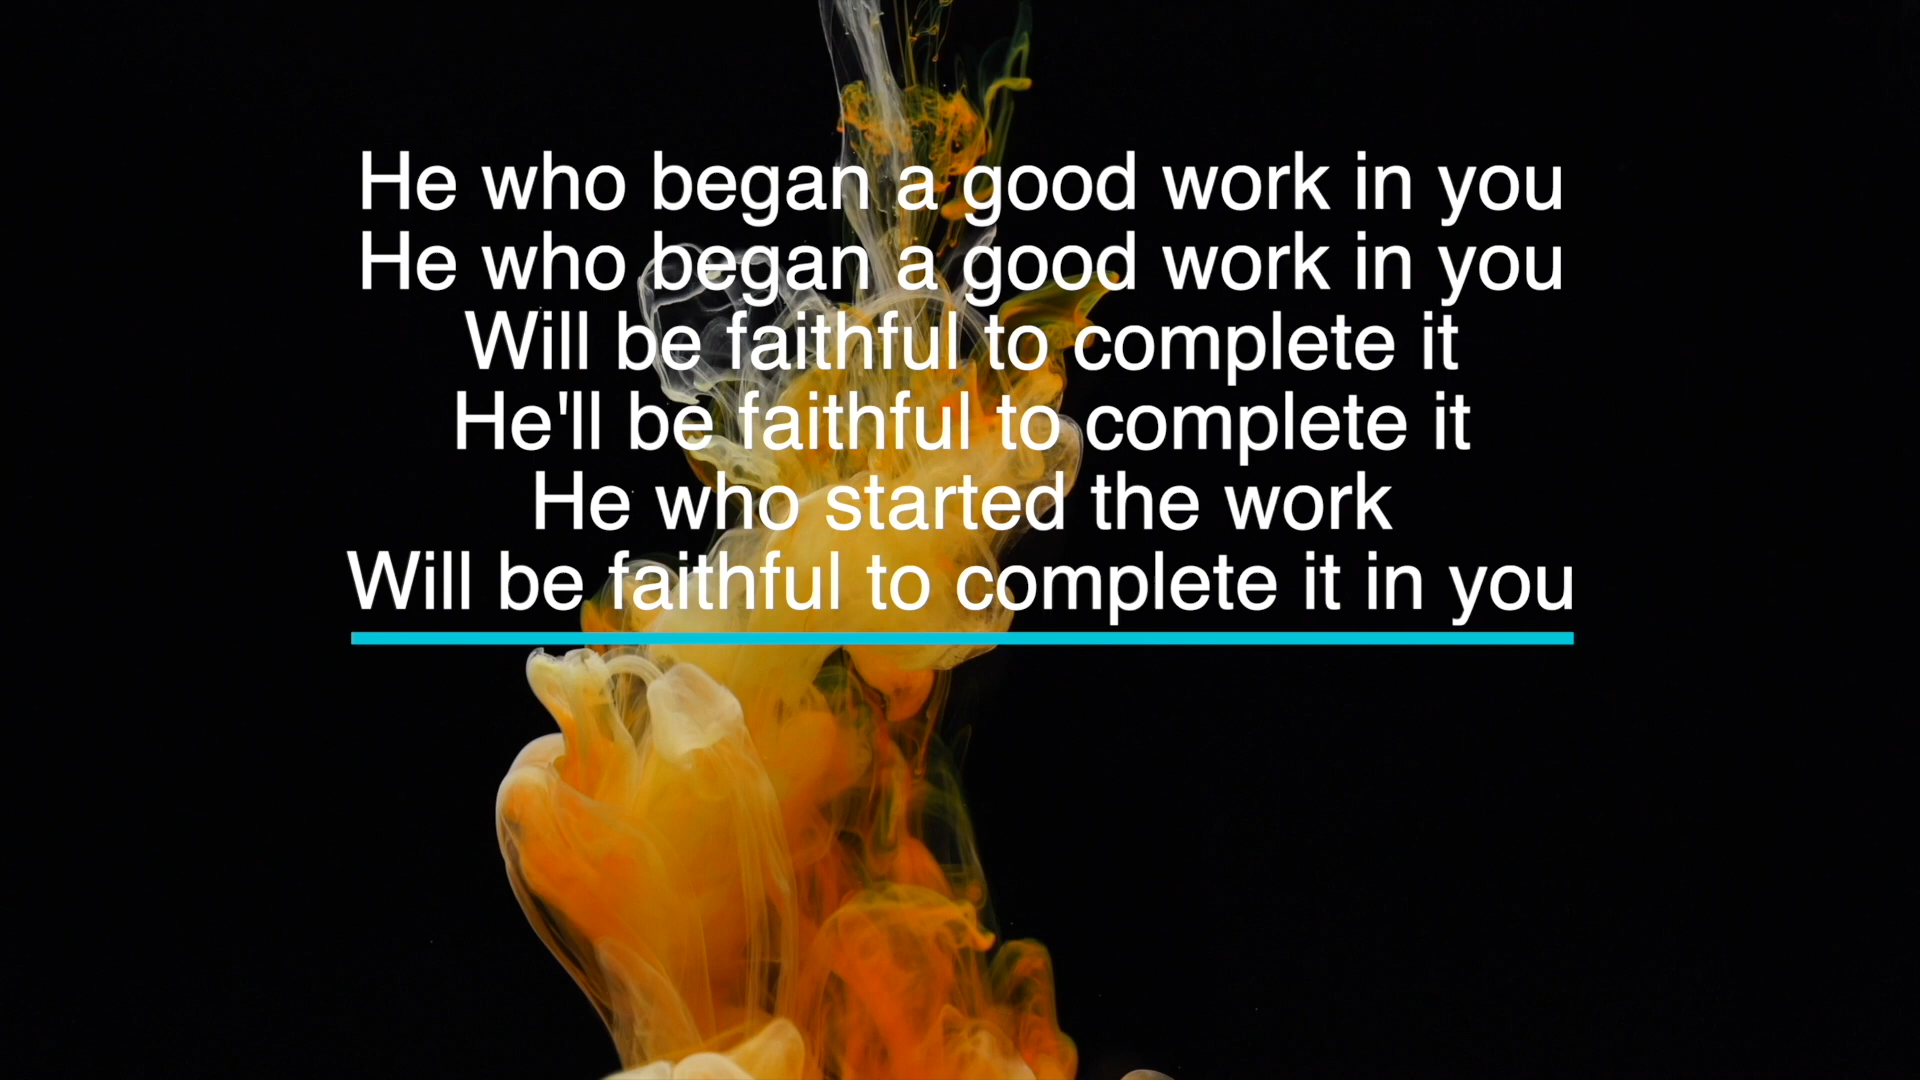 He who began a good work in you
He who began a good work in you
Will be faithful to complete it
He'll be faithful to complete it
He who started the work
Will be faithful to complete it in you